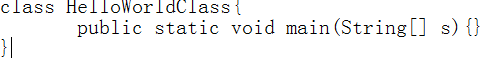 class HelloWorldClass{
        public static void main(String[] s){}
}